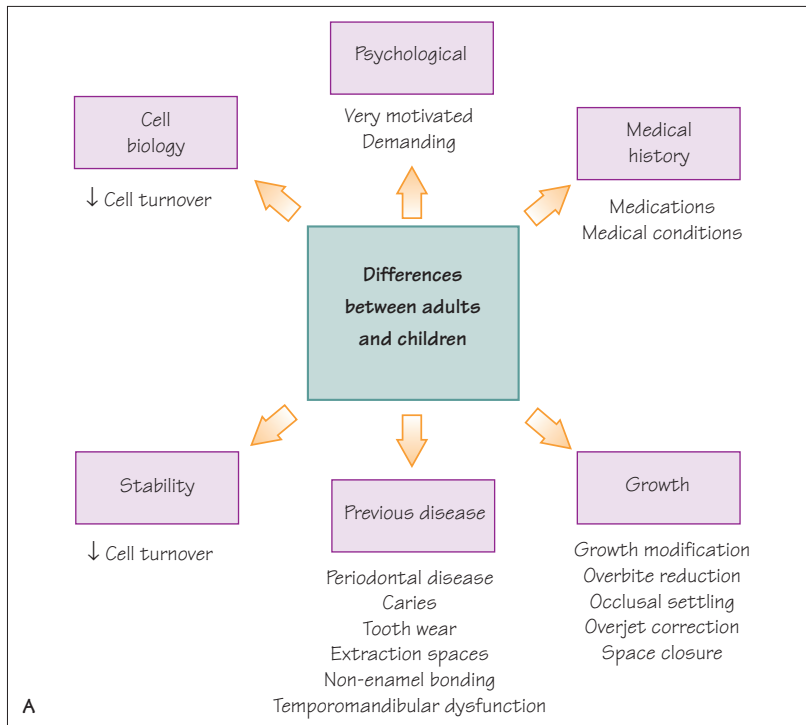 Psychological
Very motivated
Demanding
Cell
biology
↓ Cell turnover
Medical
history
Medications
Medical conditions
Differences
between adults
and children
Stability
↓ Cell turnover
Previous disease
Periodontal disease
Caries
Tooth wear
Extraction spaces
Non-enamel bonding
Temporomandibular dysfunction
Growth
Growth modification
Overbite reduction
Occlusal settling
Overjet correction
Space closure
A